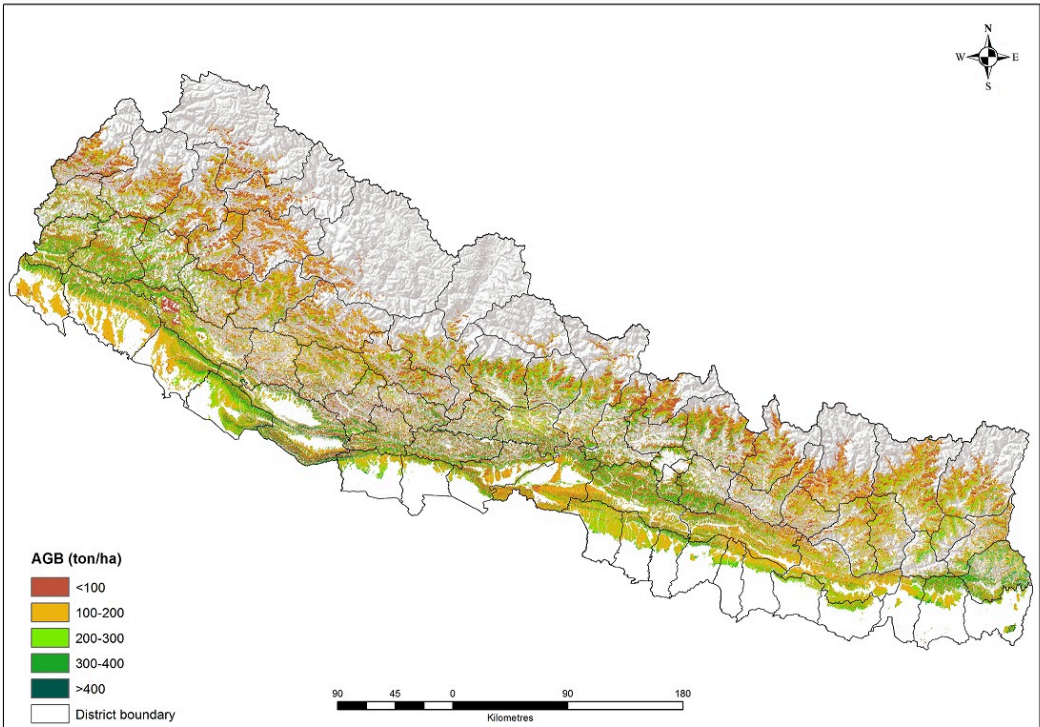 N
W E
S
AGB (ton/ha)
<100
100-200
200-300
300-400
>400
District boundary
90 45 0 90 180
Kilometres